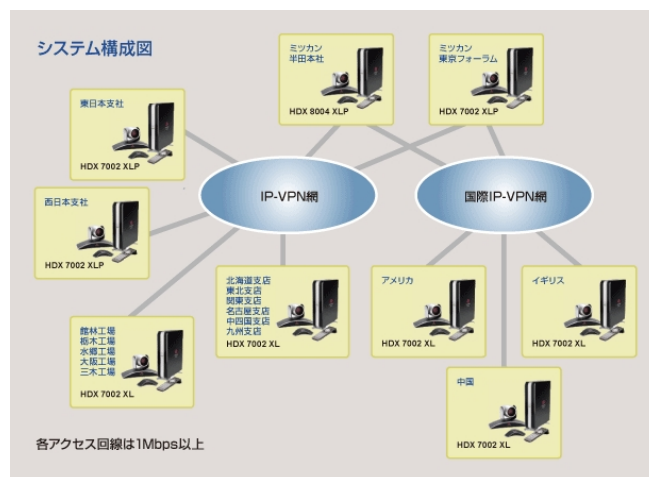 システム構成図
ミツカン
半田本社
HDX 8004 XLP
ミツカン
東京フォーラム
HDX 7002 XLP
東日本支社
HDX 7002 XLP
西日本支社
HDX 7002 XLP
IP-VPN網
国際IP-VPN網
北海道支店
東北支店
関東支店
名古屋支店
中四国支店
九州支店
HDX 7002 XL
アメリカ
HDX 7002 XL
イギリス
HDX 7002 XL
館林工場
栃木工場
水郷工場
大阪工場
三木工場
HDX 7002 XL
中国
HDX 7002 XL
各アクセス回線は1Mbps以上